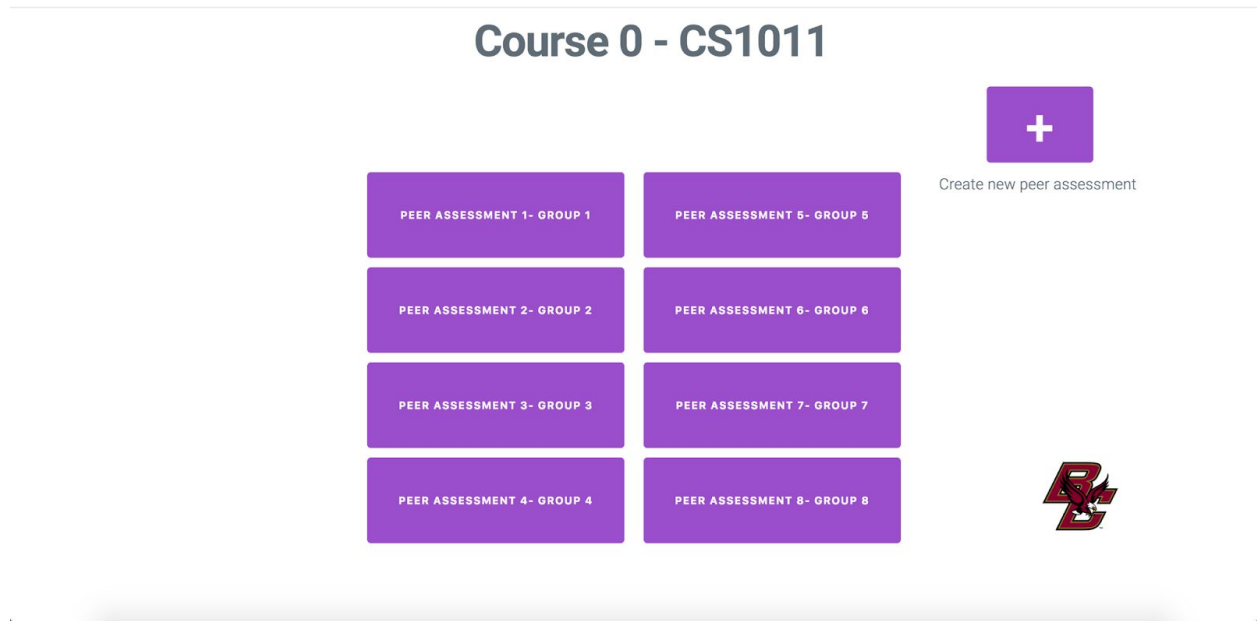 Course 0 - CS1011
+
Create new peer assessment
PEER ASSESSMENT 1- GROUP 1
PEER ASSESSMENT 5- GROUP 5
PEER ASSESSMENT 2- GROUP 2
PEER ASSESSMENT 6- GROUP 6
PEER ASSESSMENT 3- GROUP 3
PEER ASSESSMENT 7- GROUP 7
PEER ASSESSMENT 4- GROUP 4
PEER ASSESSMENT 8- GROUP 8
BC